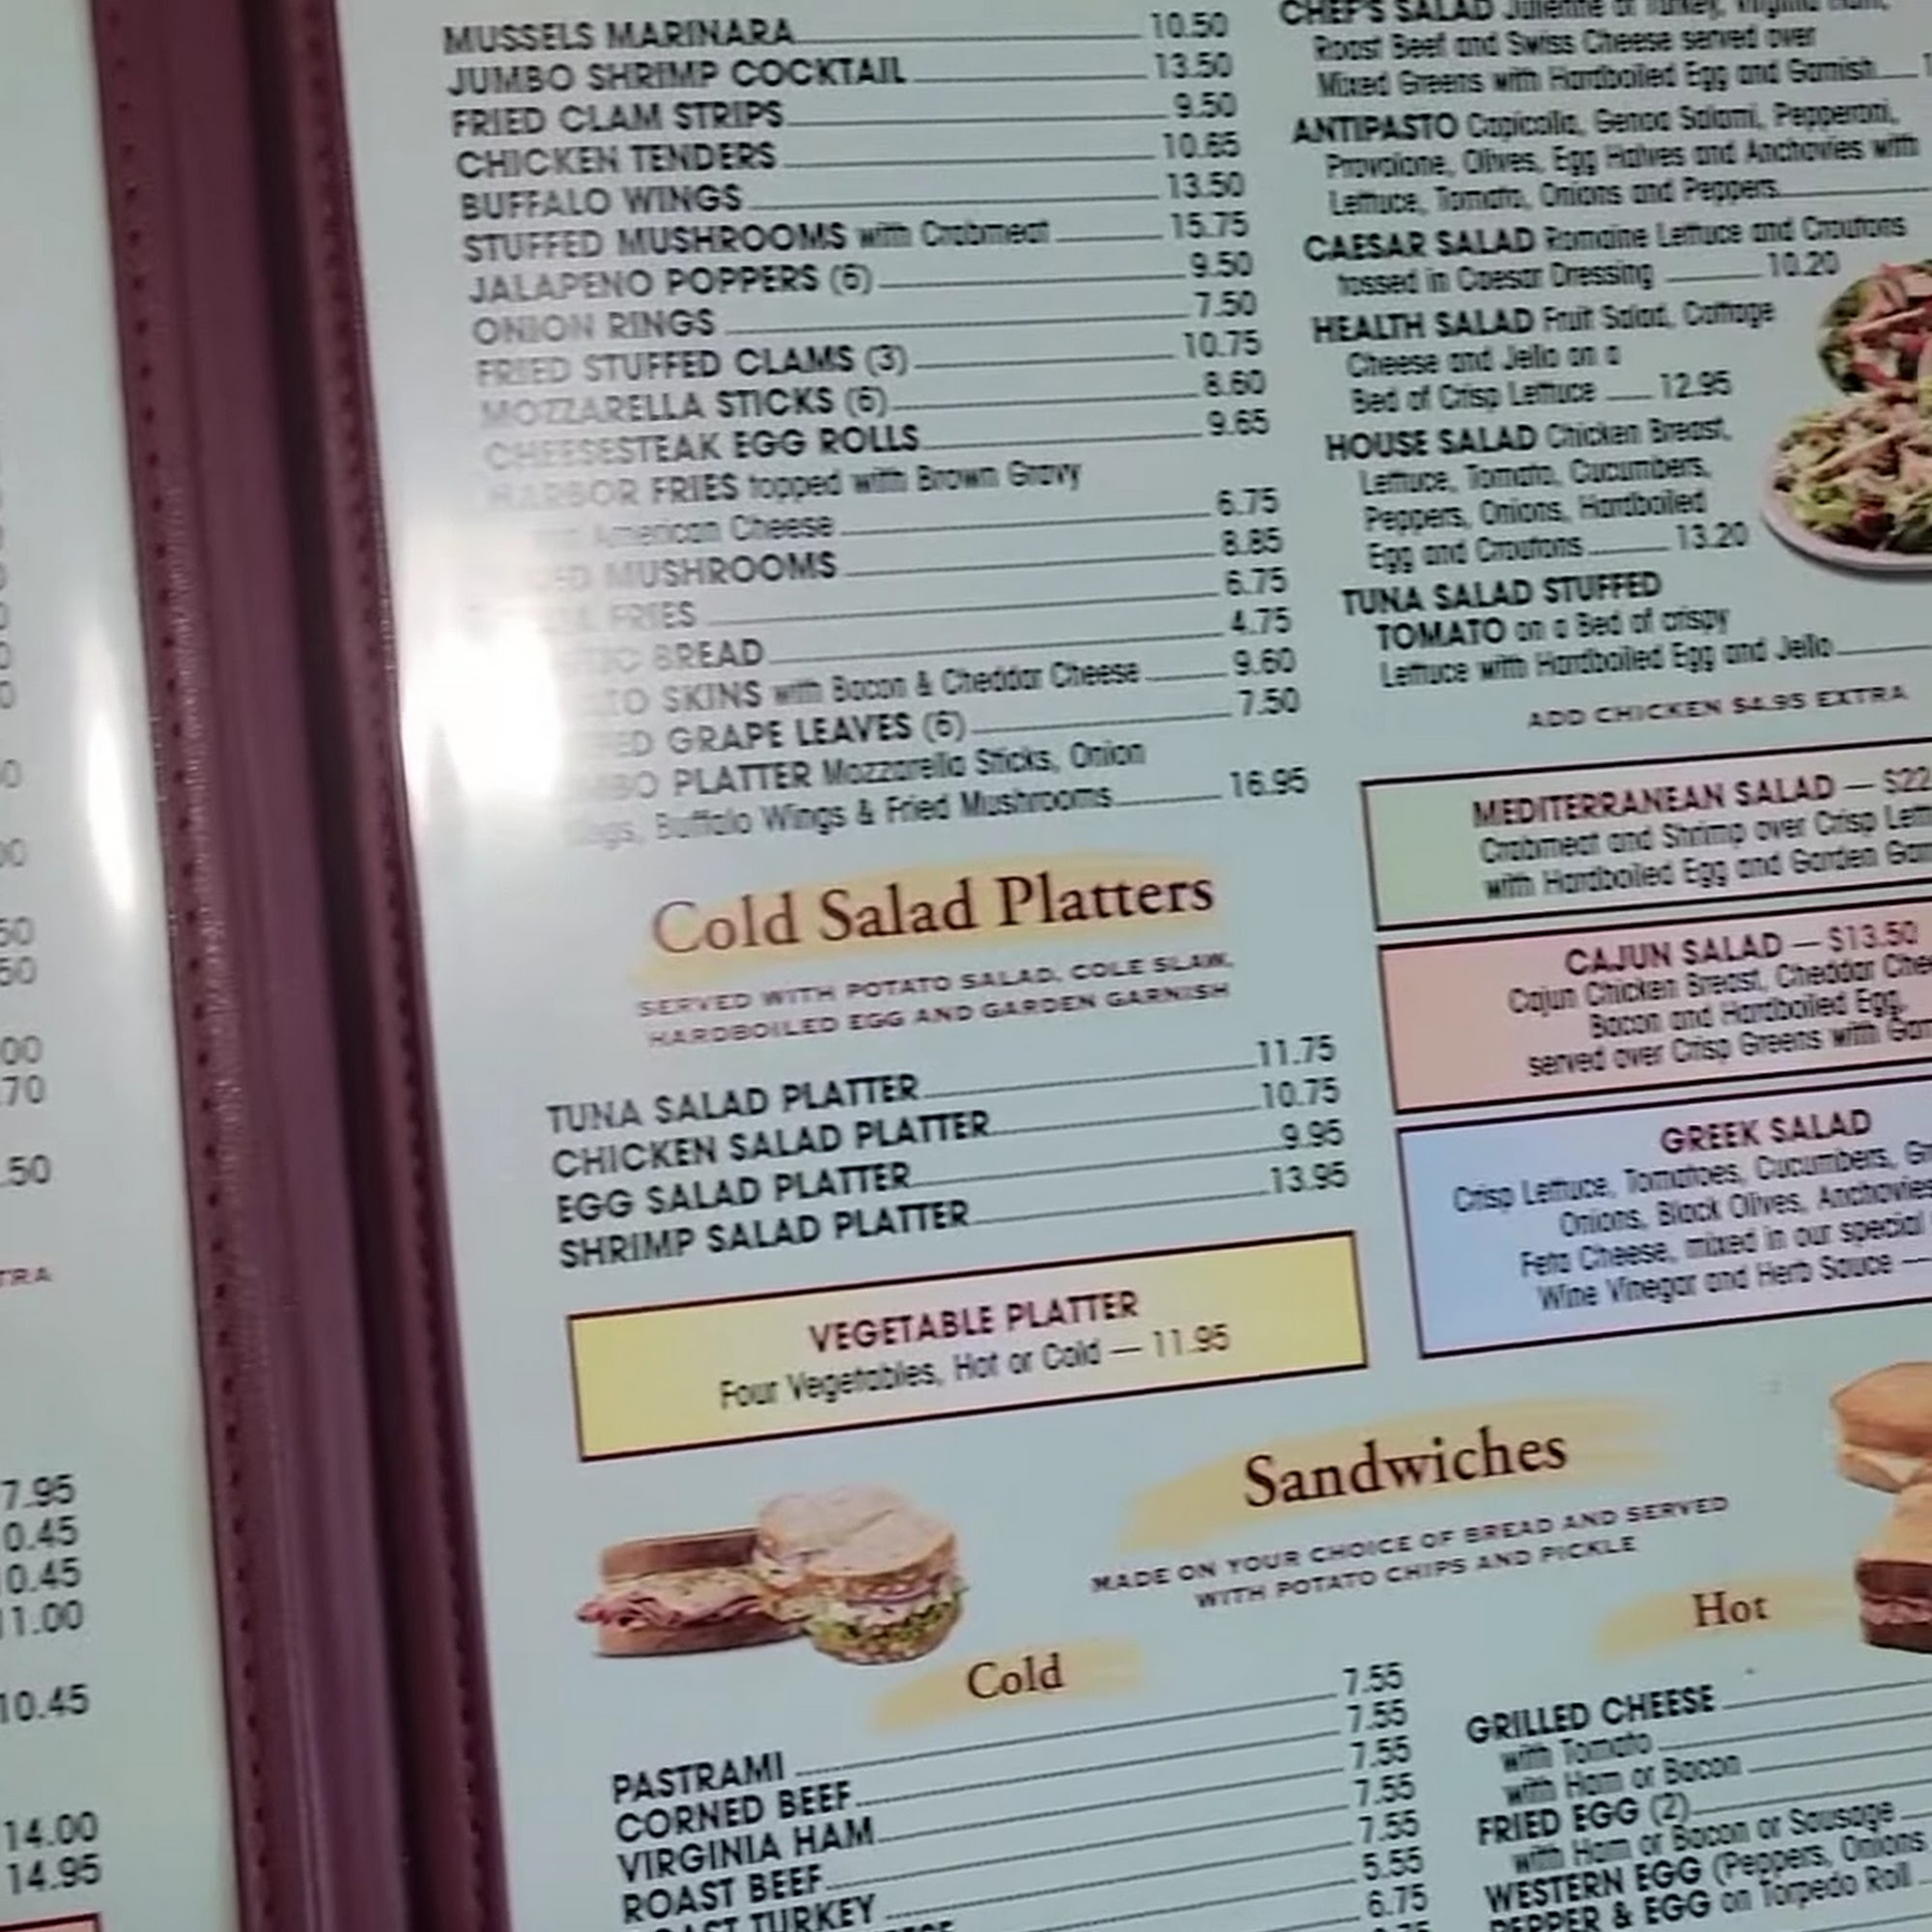 MUSSELS MARINARA 10.50
JUMBO SHRIMP COCKTAIL 13.50
FRIED CLAM STRIPS 9.50
CHICKEN TENDERS 10.65
BUFFALO WINGS 13.50
STUFFED MUSHROOMS with Crabmeat 15.75
JALAPENO POPPERS (6) 9.50
ONION RINGS 7.50
FRIED STUFFED CLAMS (3) 10.75
MOZZARELLA STICKS (6) 8.60
CHEESESTEAK EGG ROLLS 9.65
HARBOR FRIES topped with Brown Gravy
American Cheese 6.75
MUSHROOMS 8.85
FRIES 6.75
BREAD 4.75
SKINS with Bacon & Cheddar Cheese 9.60
GRAPE LEAVES (6) 7.50
PLATTER Mozzarella Sticks, Onion
Buffalo Wings & Fried Mushrooms 16.95
Cold Salad Platters
SERVED WITH POTATO SALAD, COLE SLAW,
HARDBOILED EGG AND GARDEN GARNISH
TUNA SALAD PLATTER 11.75
CHICKEN SALAD PLATTER 10.75
EGG SALAD PLATTER 9.95
SHRIMP SALAD PLATTER 13.95
VEGETABLE PLATTER
Four Vegetables, Hot or Cold — 11.95
CHEF'S SALAD Julienne of Turkey, Virginia Ham,
Roast Beef and Swiss Cheese served over
Mixed Greens with Hardboiled Egg and Garnish
ANTIPASTO Capicolla, Genoa Salami, Pepperoni,
Provolone, Olives, Egg Halves and Anchovies with
Lettuce, Tomato, Onions and Peppers
CAESAR SALAD Romaine Lettuce and Croutons
tossed in Caesar Dressing 10.20
HEALTH SALAD Fruit Salad, Cottage
Cheese and Jello on a
Bed of Crisp Lettuce 12.95
HOUSE SALAD Chicken Breast,
Lettuce, Tomato, Cucumbers,
Peppers, Onions, Hardboiled
Egg and Croutons 13.20
TUNA SALAD STUFFED
TOMATO on a Bed of crispy
Lettuce with Hardboiled Egg and Jello
ADD CHICKEN $4.95 EXTRA
MEDITERRANEAN SALAD — $22
Crabmeat and Shrimp over Crisp
with Hardboiled Egg and Garden
CAJUN SALAD — $13.50
Cajun Chicken Breast, Cheddar
Bacon and Hardboiled Egg,
served over Crisp Greens with
GREEK SALAD
Crisp Lettuce, Tomatoes, Cucumbers,
Onions, Black Olives, Anchovies
Feta Cheese, mixed in our special
Wine Vinegar and Herb Sauce —
Sandwiches
MADE ON YOUR CHOICE OF BREAD AND SERVED
WITH POTATO CHIPS AND PICKLE
Cold
PASTRAMI 7.55
CORNED BEEF 7.55
VIRGINIA HAM 7.55
ROAST BEEF 7.55
TURKEY 7.55
5.55
6.75
Hot
GRILLED CHEESE
with Tomato
with Ham or Bacon
FRIED EGG (2)
with Ham or Bacon or Sausage
WESTERN EGG (Peppers, Onions
PEPPER & EGG on Torpedo Roll
7.95
0.45
0.45
11.00
10.45
14.00
14.95